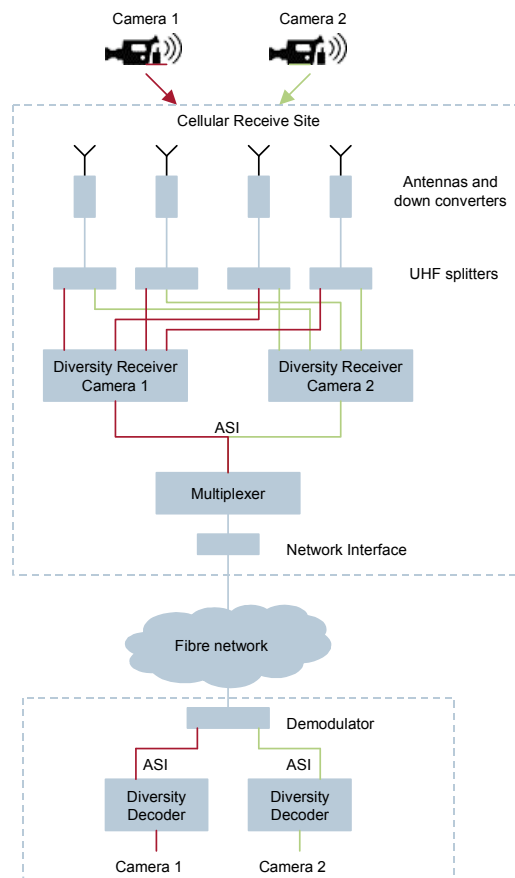 Camera 1
Camera 2
Cellular Receive Site
Antennas and
down converters
UHF splitters
Diversity Receiver
Camera 1
Diversity Receiver
Camera 2
ASI
Multiplexer
Network Interface
Fibre network
Demodulator
ASI
ASI
Diversity
Decoder
Diversity
Decoder
Camera 1
Camera 2